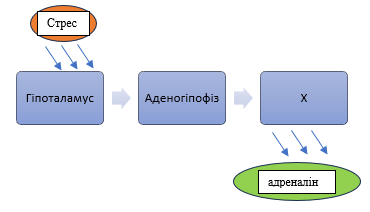 Стрес
Гіпоталамус
Аденогіпофіз
X
адреналін